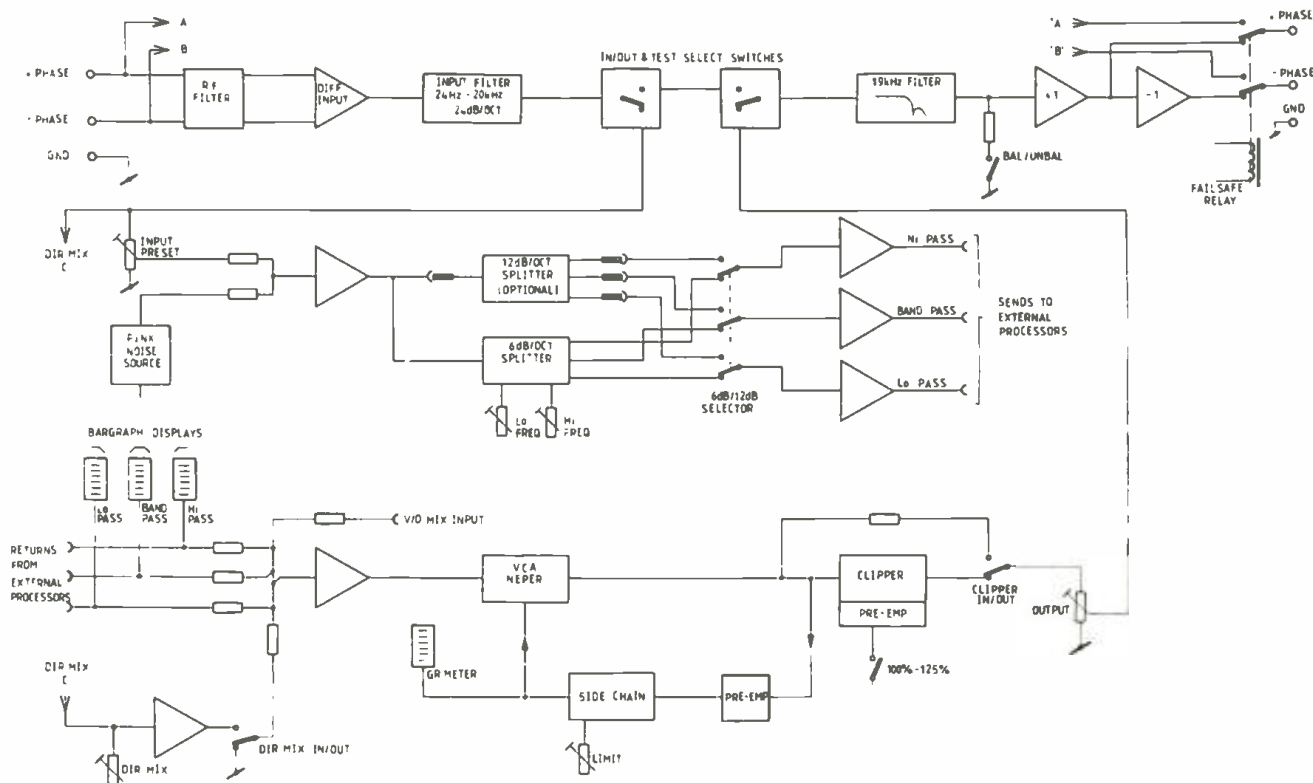 A
B
+ PHASE
- PHASE
GND
RF
FILTER
DIFF
INPUT
INPUT FILTER
24Hz - 20kHz
24dB/OCT
IN/OUT & TEST SELECT SWITCHES
19kHz FILTER
BAL/UNBAL
+1
-1
'A
'B'
+ PHASE
- PHASE
GND
FAILSAFE
RELAY
DIR MIX
C
INPUT
PRESET
PINK
NOISE
SOURCE
12dB/OCT
SPLITTER
(OPTIONAL)
6dB/OCT
SPLITTER
Lo
FREQ
Hi
FREQ
6dB/12dB
SELECTOR
Hi PASS
BAND PASS
Lo PASS
SENDS TO
EXTERNAL
PROCESSORS
BARGRAPH DISPLAYS
Lo
PASS
BAND
PASS
Hi
PASS
RETURNS
FROM
EXTERNAL
PROCESSORS
V/O MIX INPUT
VCA
NEPER
CLIPPER
PRE-EMP
CLIPPER
IN/OUT
OUTPUT
100% -125%
GR METER
SIDE CHAIN
PRE-EMP
LIMIT
DIR MIX
C
DIR MIX
DIR MIX IN/OUT